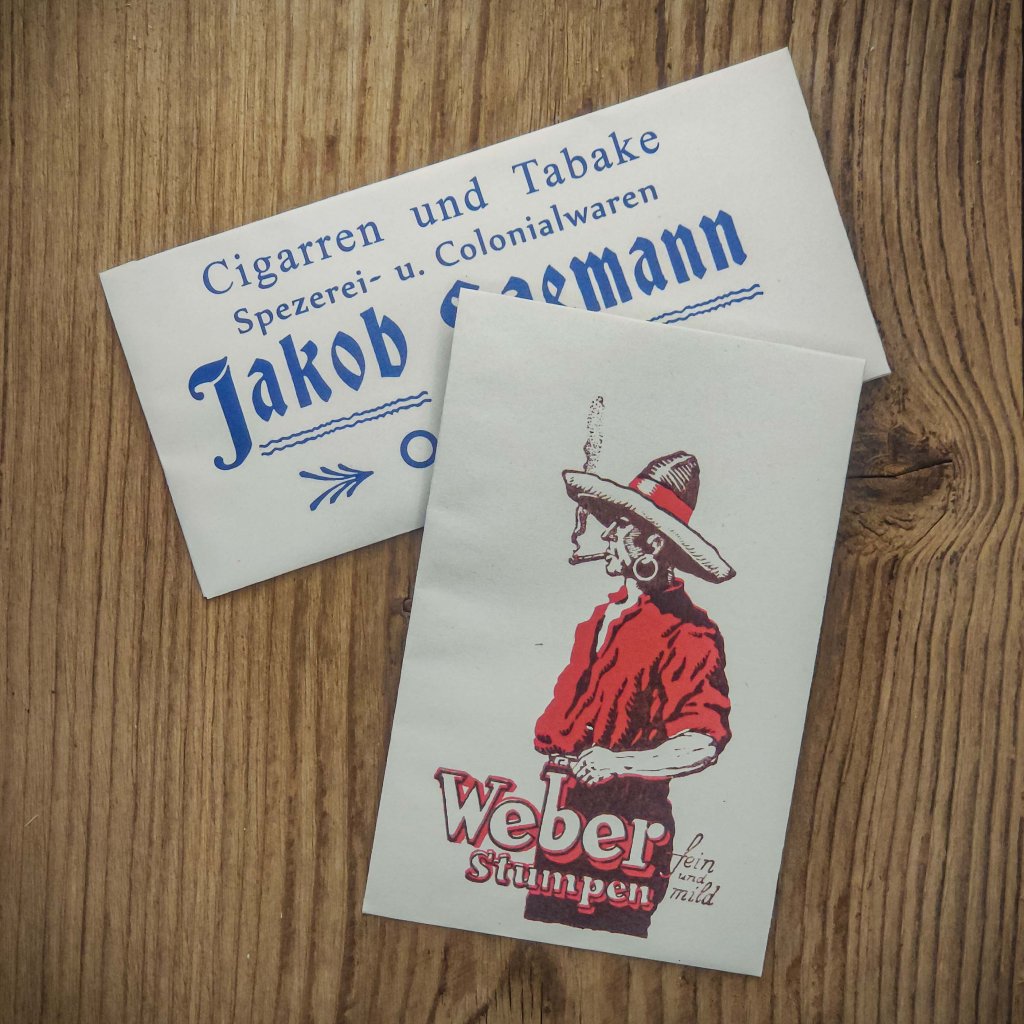 Cigarren und Tabake
Spezerei- u. Colonialwaren
Jakob
Weber
Stumpen
fein
und
mild